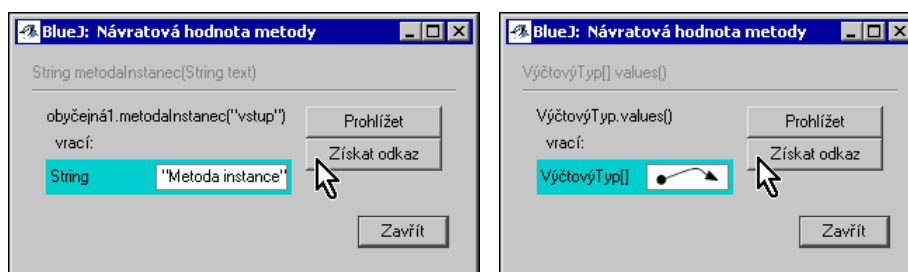 BlueJ: Návratová hodnota metody
String metodaInstanec(String text)
obyčejná1.metodaInstanec("vstup")
vrací:
String "Metoda instance"
Prohlížet
Získat odkaz
Zavřít
BlueJ: Návratová hodnota metody
VýčtovýTyp[] values()
VýčtovýTyp.values()
vrací:
VýčtovýTyp[]
Prohlížet
Získat odkaz
Zavřít